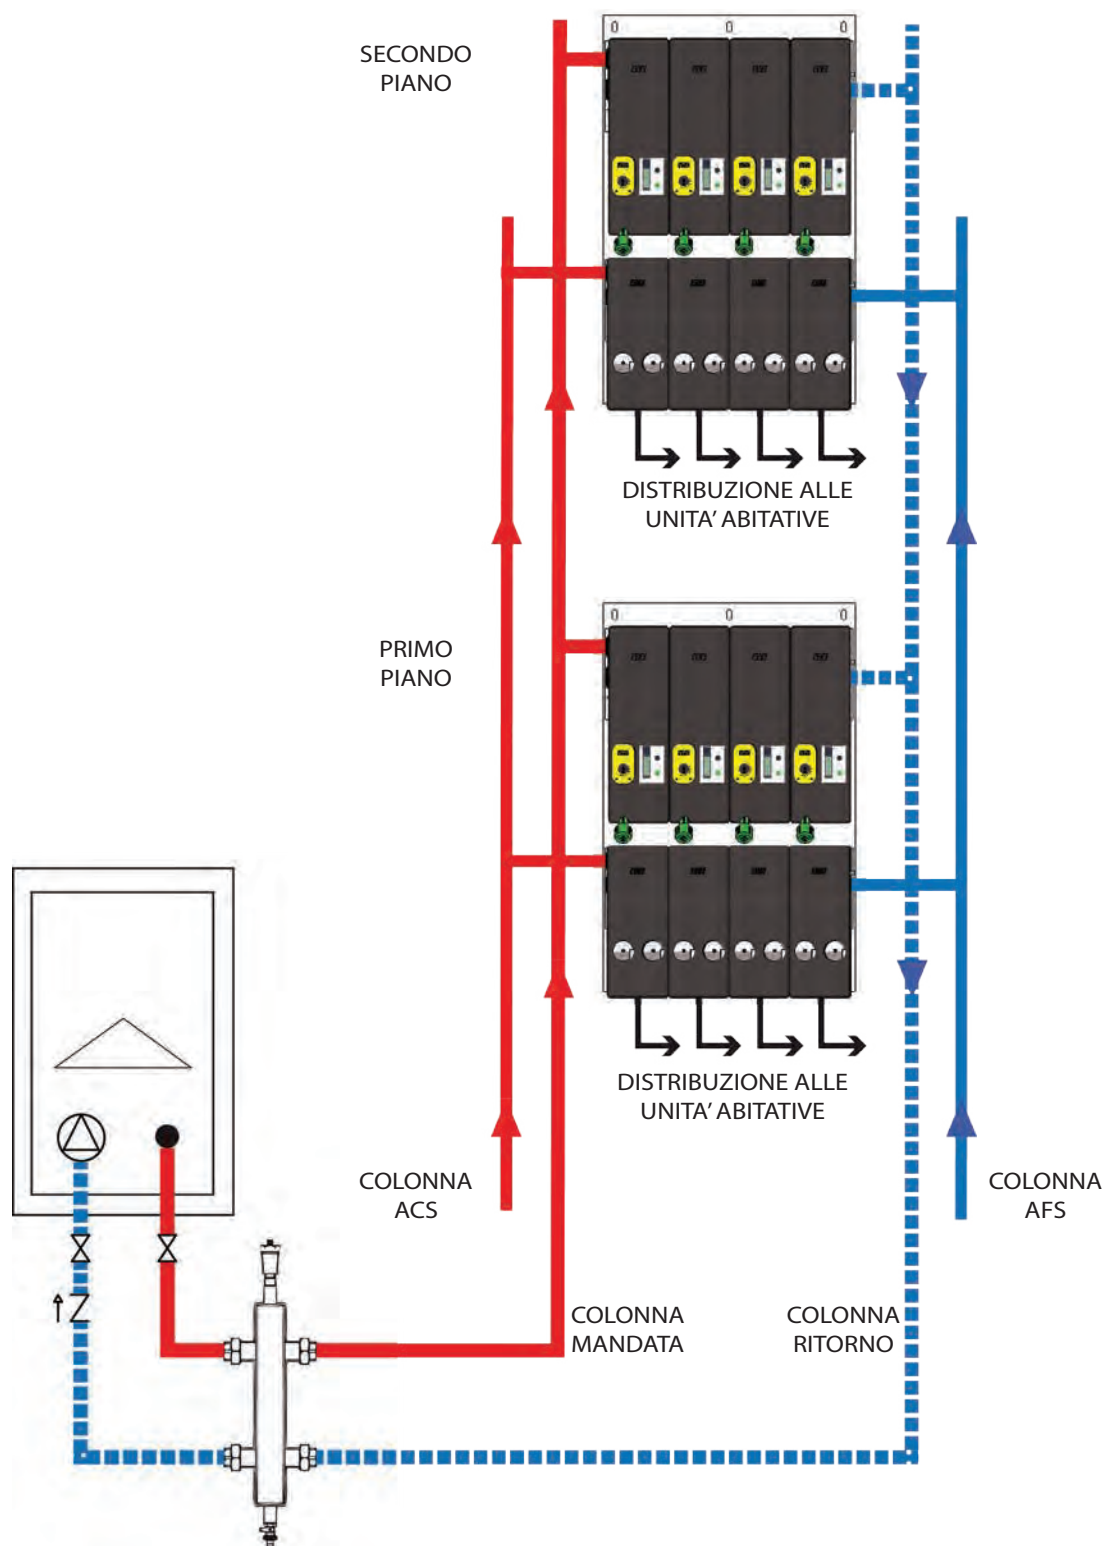 SECONDO
PIANO
DISTRIBUZIONE ALLE
UNITA’ ABITATIVE
PRIMO
PIANO
DISTRIBUZIONE ALLE
UNITA’ ABITATIVE
COLONNA
ACS
COLONNA
AFS
COLONNA
MANDATA
COLONNA
RITORNO